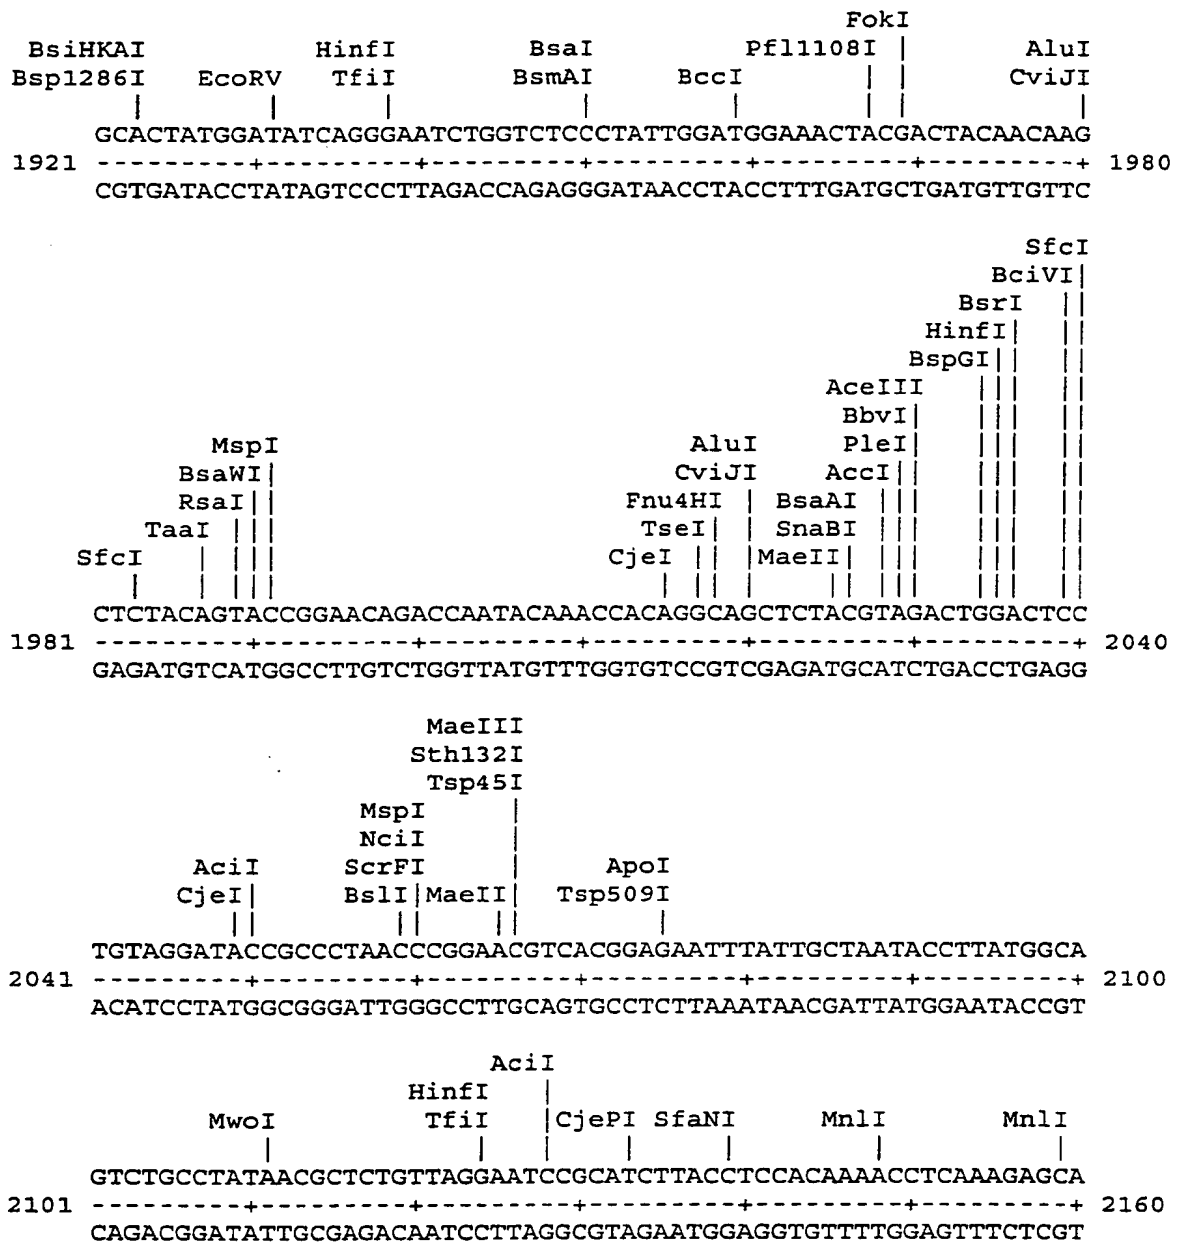 FokI
BsiHKAI HinfI BsaI Pfl1108I | AluI
Bsp1286I EcoRV TfiI BsmAI BccI | | CviJI
| | | | | | | |
GCACTATGGATATCAGGGAATCTGGTCTCCCTATTGGATGGAAACTACGACTACAACAAG
1921 ---------+---------+---------+---------+---------+---------+ 1980
CGTGATACCTATAGTCCCTTAGACCAGAGGGATAACCTACCTTTGATGCTGATGTTGTTC
SfcI
BciVI|
BsrI ||
HinfI| ||
BspGI|| ||
AceIII ||| ||
BbvI| ||| ||
MspI AluI PleI| ||| ||
BsaWI| CviJI AccI|| ||| ||
RsaI|| Fnu4HI | BsaAI ||| ||| ||
TaaI ||| TseI| | SnaBI ||| ||| ||
SfcI | ||| CjeI || | MaeII| ||| ||| ||
| | ||| | || | || ||| ||| ||
CTCTACAGTACCGGAACAGACCAATACAAACCACAGGCAGCTCTACGTAGACTGGACTCC
1981 ---------+---------+---------+---------+---------+---------+ 2040
GAGATGTCATGGCCTTGTCTGGTTATGTTTGGTGTCCGTCGAGATGCATCTGACCTGAGG
MaeIII
Sth132I
Tsp45I
MspI |
NciI |
AciI ScrFI | ApoI
CjeI| BslI|MaeII| Tsp509I
|| || || |
TGTAGGATACCGCCCTAACCCGGAACGTCACGGAGAATTTATTGCTAATACCTTATGGCA
2041 ---------+---------+---------+---------+---------+---------+ 2100
ACATCCTATGGCGGGATTGGGCCTTGCAGTGCCTCTTAAATAACGATTATGGAATACCGT
AciI
HinfI |
MwoI TfiI |CjePI SfaNI MnlI MnlI
| | | | | | |
GTCTGCCTATAACGCTCTGTTAGGAATCCGCATCTTACCTCCACAAAACCTCAAAGAGCA
2101 ---------+---------+---------+---------+---------+---------+ 2160
CAGACGGATATTGCGAGACAATCCTTAGGCGTAGAATGGAGGTGTTTTGGAGTTTCTCGT